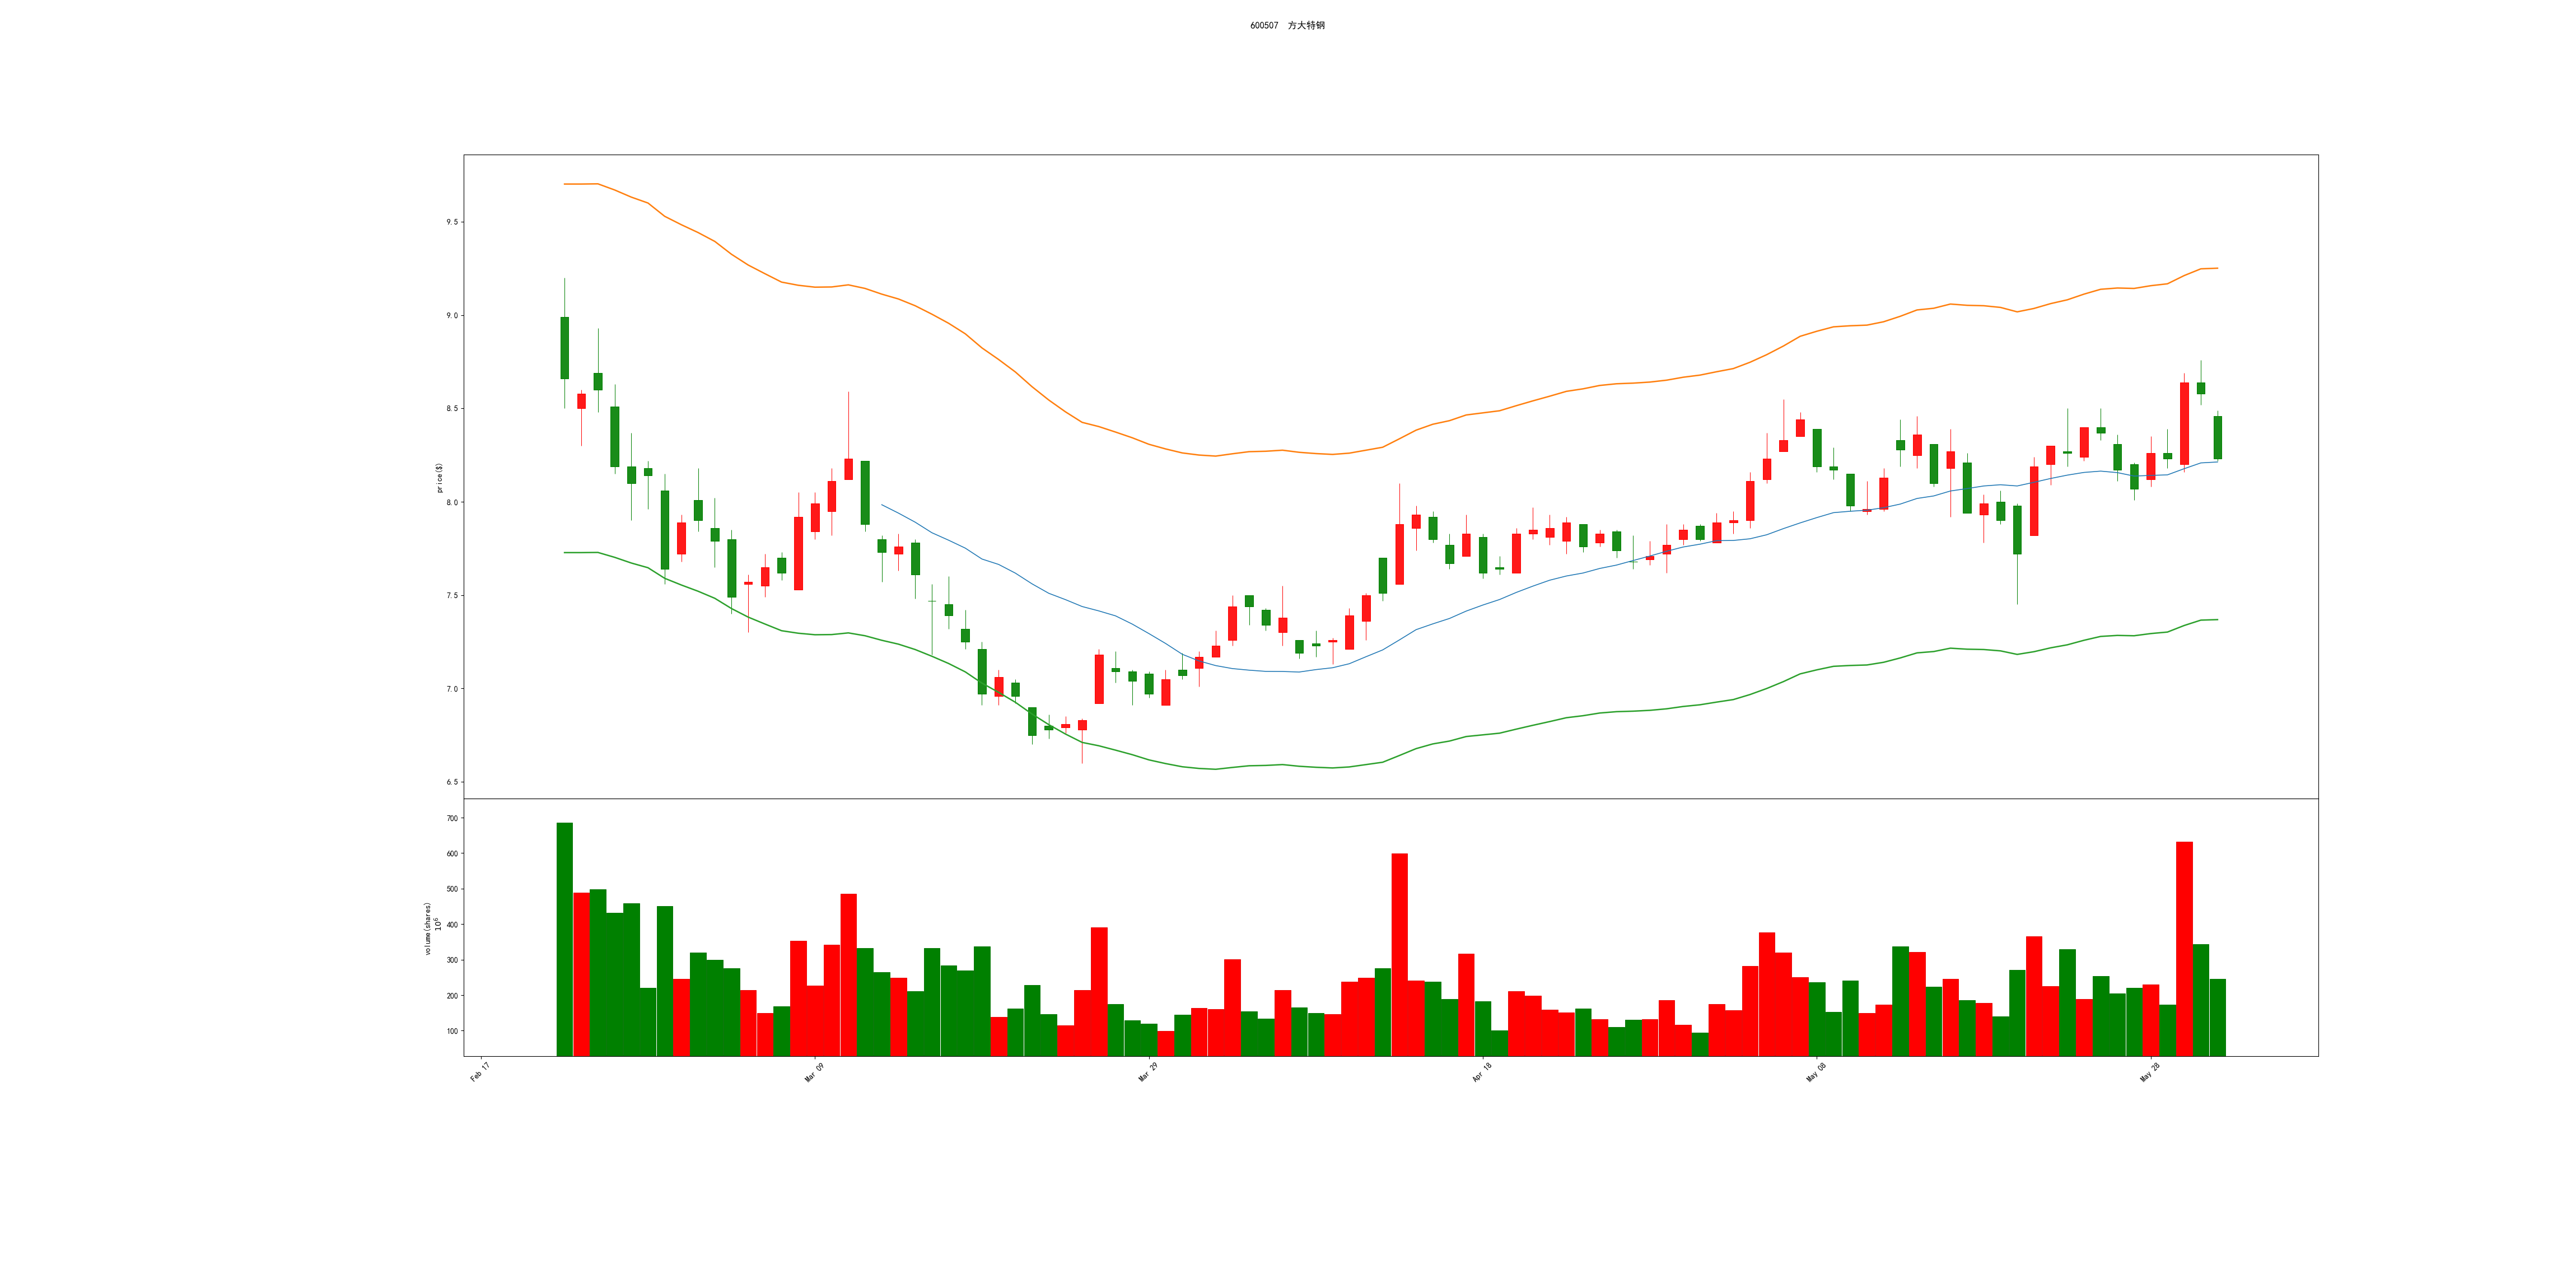 600507 方大特钢
9.5
9.0
8.5
8.0
7.5
7.0
6.5
price($)
700
600
500
400
300
200
100
volume(shares)
10^6
Feb 17
Mar 09
Mar 29
Apr 18
May 08
May 28